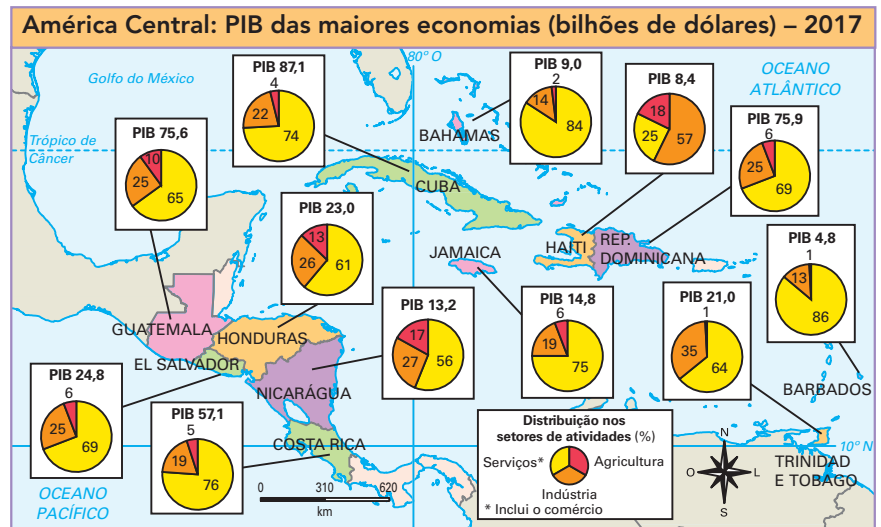 América Central: PIB das maiores economias (bilhões de dólares) – 2017
80º O
Golfo do México
OCEANO
ATLÂNTICO
Trópico de
Câncer
PIB 87,1
4
22
74
PIB 9,0
2
14
84
BAHAMAS
PIB 8,4
18
25
57
PIB 75,9
6
25
69
PIB 75,6
10
25
65
CUBA
PIB 23,0
13
26
61
JAMAICA
HAITI
REP.
DOMINICANA
PIB 4,8
1
13
86
GUATEMALA
HONDURAS
EL SALVADOR
NICARÁGUA
PIB 13,2
17
27
56
PIB 14,8
6
19
75
PIB 21,0
1
35
64
BARBADOS
PIB 24,8
6
25
69
PIB 57,1
5
19
76
COSTA RICA
Distribuição nos
setores de atividades (%)
Serviços*
Agricultura
Indústria
* Inclui o comércio
N
O
L
S
10º N
TRINIDAD
E TOBAGO
OCEANO
PACÍFICO
0 310 620
km